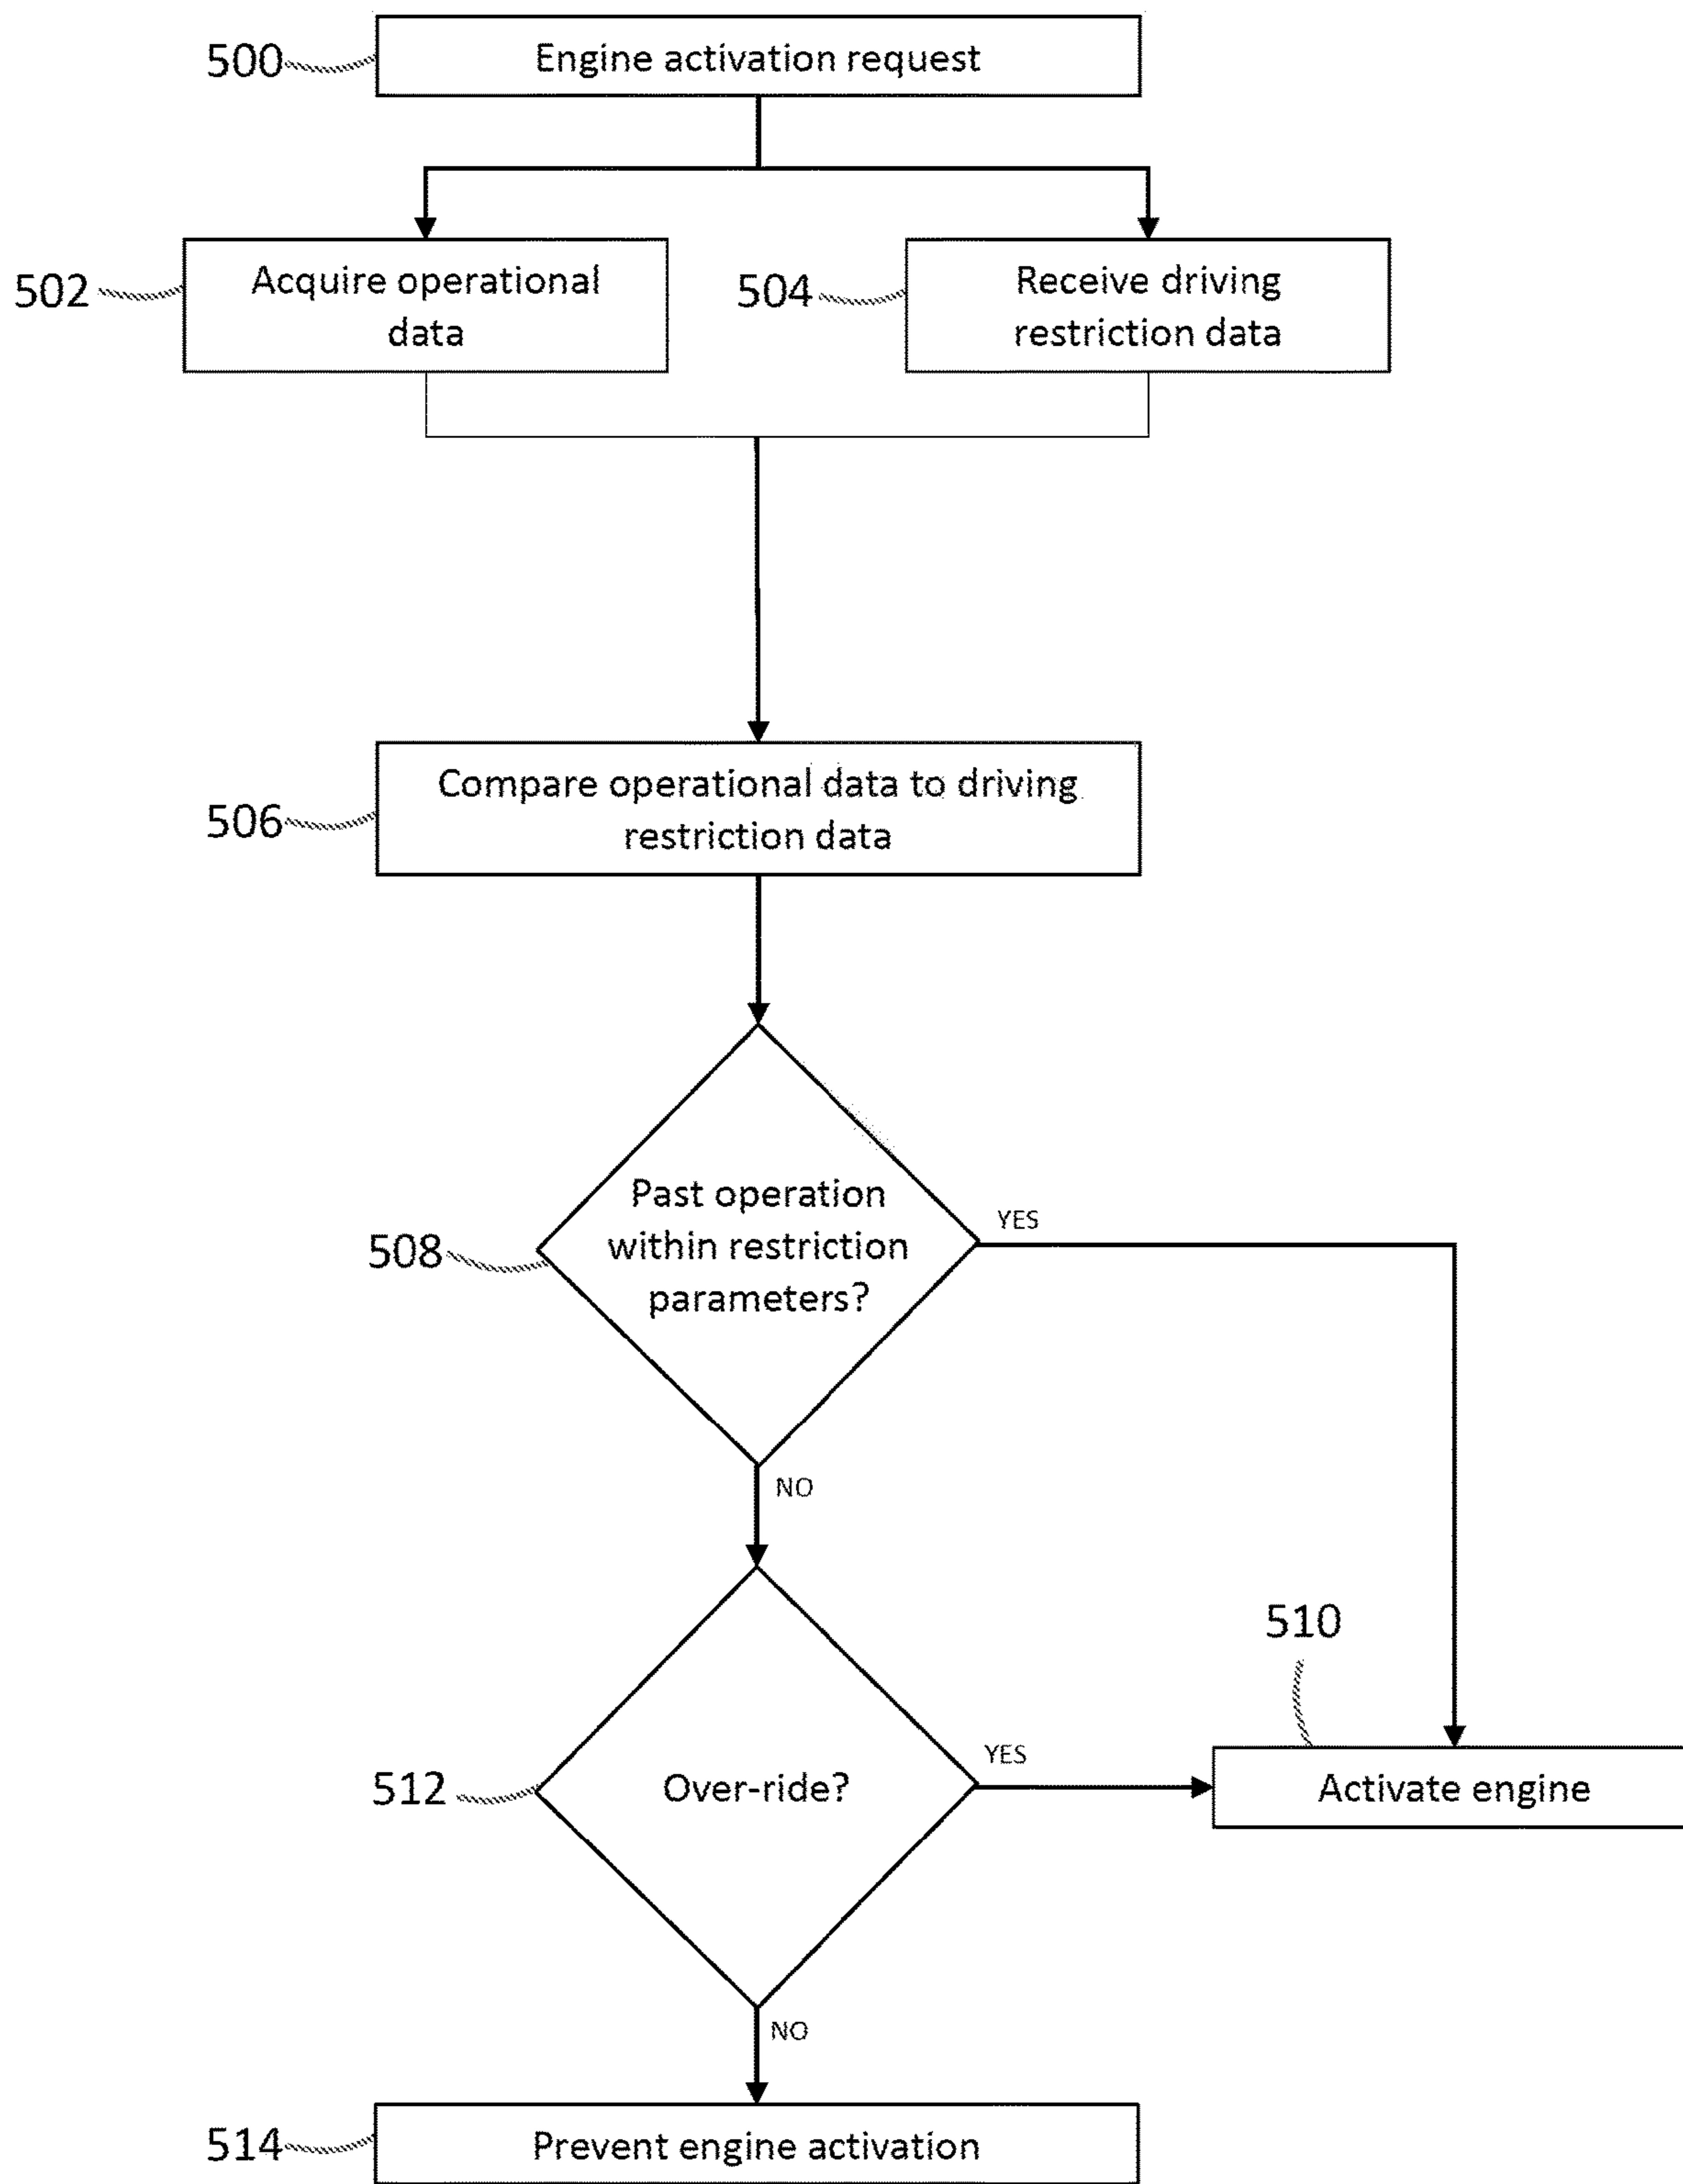 500
Engine activation request
502
Acquire operational
data
504
Receive driving
restriction data
506
Compare operational data to driving
restriction data
508
Past operation
within restriction
parameters?
YES
NO
510
512
Over-ride?
YES
Activate engine
NO
514
Prevent engine activation